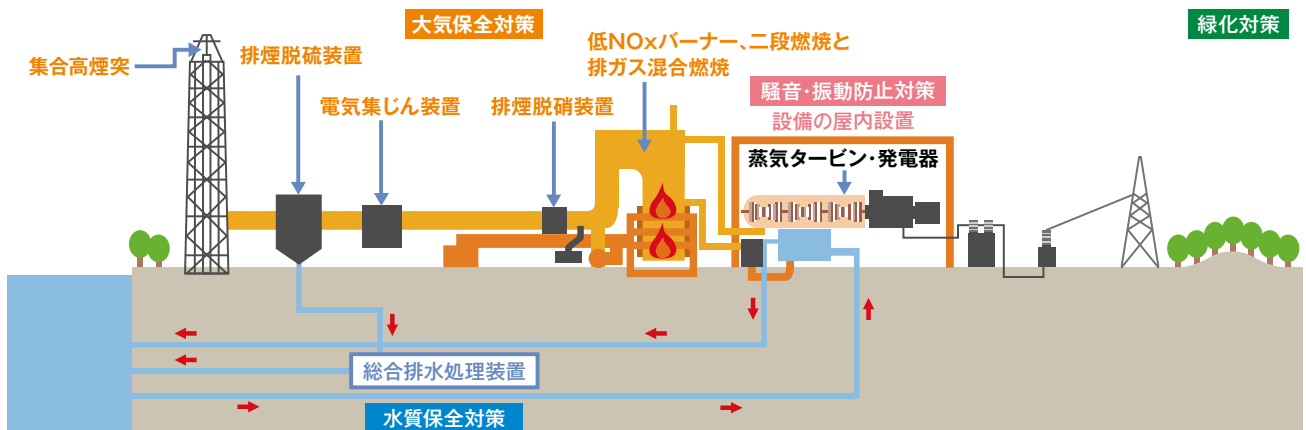 大気保全対策
緑化対策
集合高煙突
排煙脱硫装置
電気集じん装置
排煙脱硝装置
低NOxバーナー、二段燃焼と
排ガス混合燃焼
騒音・振動防止対策
設備の屋内設置
蒸気タービン・発電器
総合排水処理装置
水質保全対策